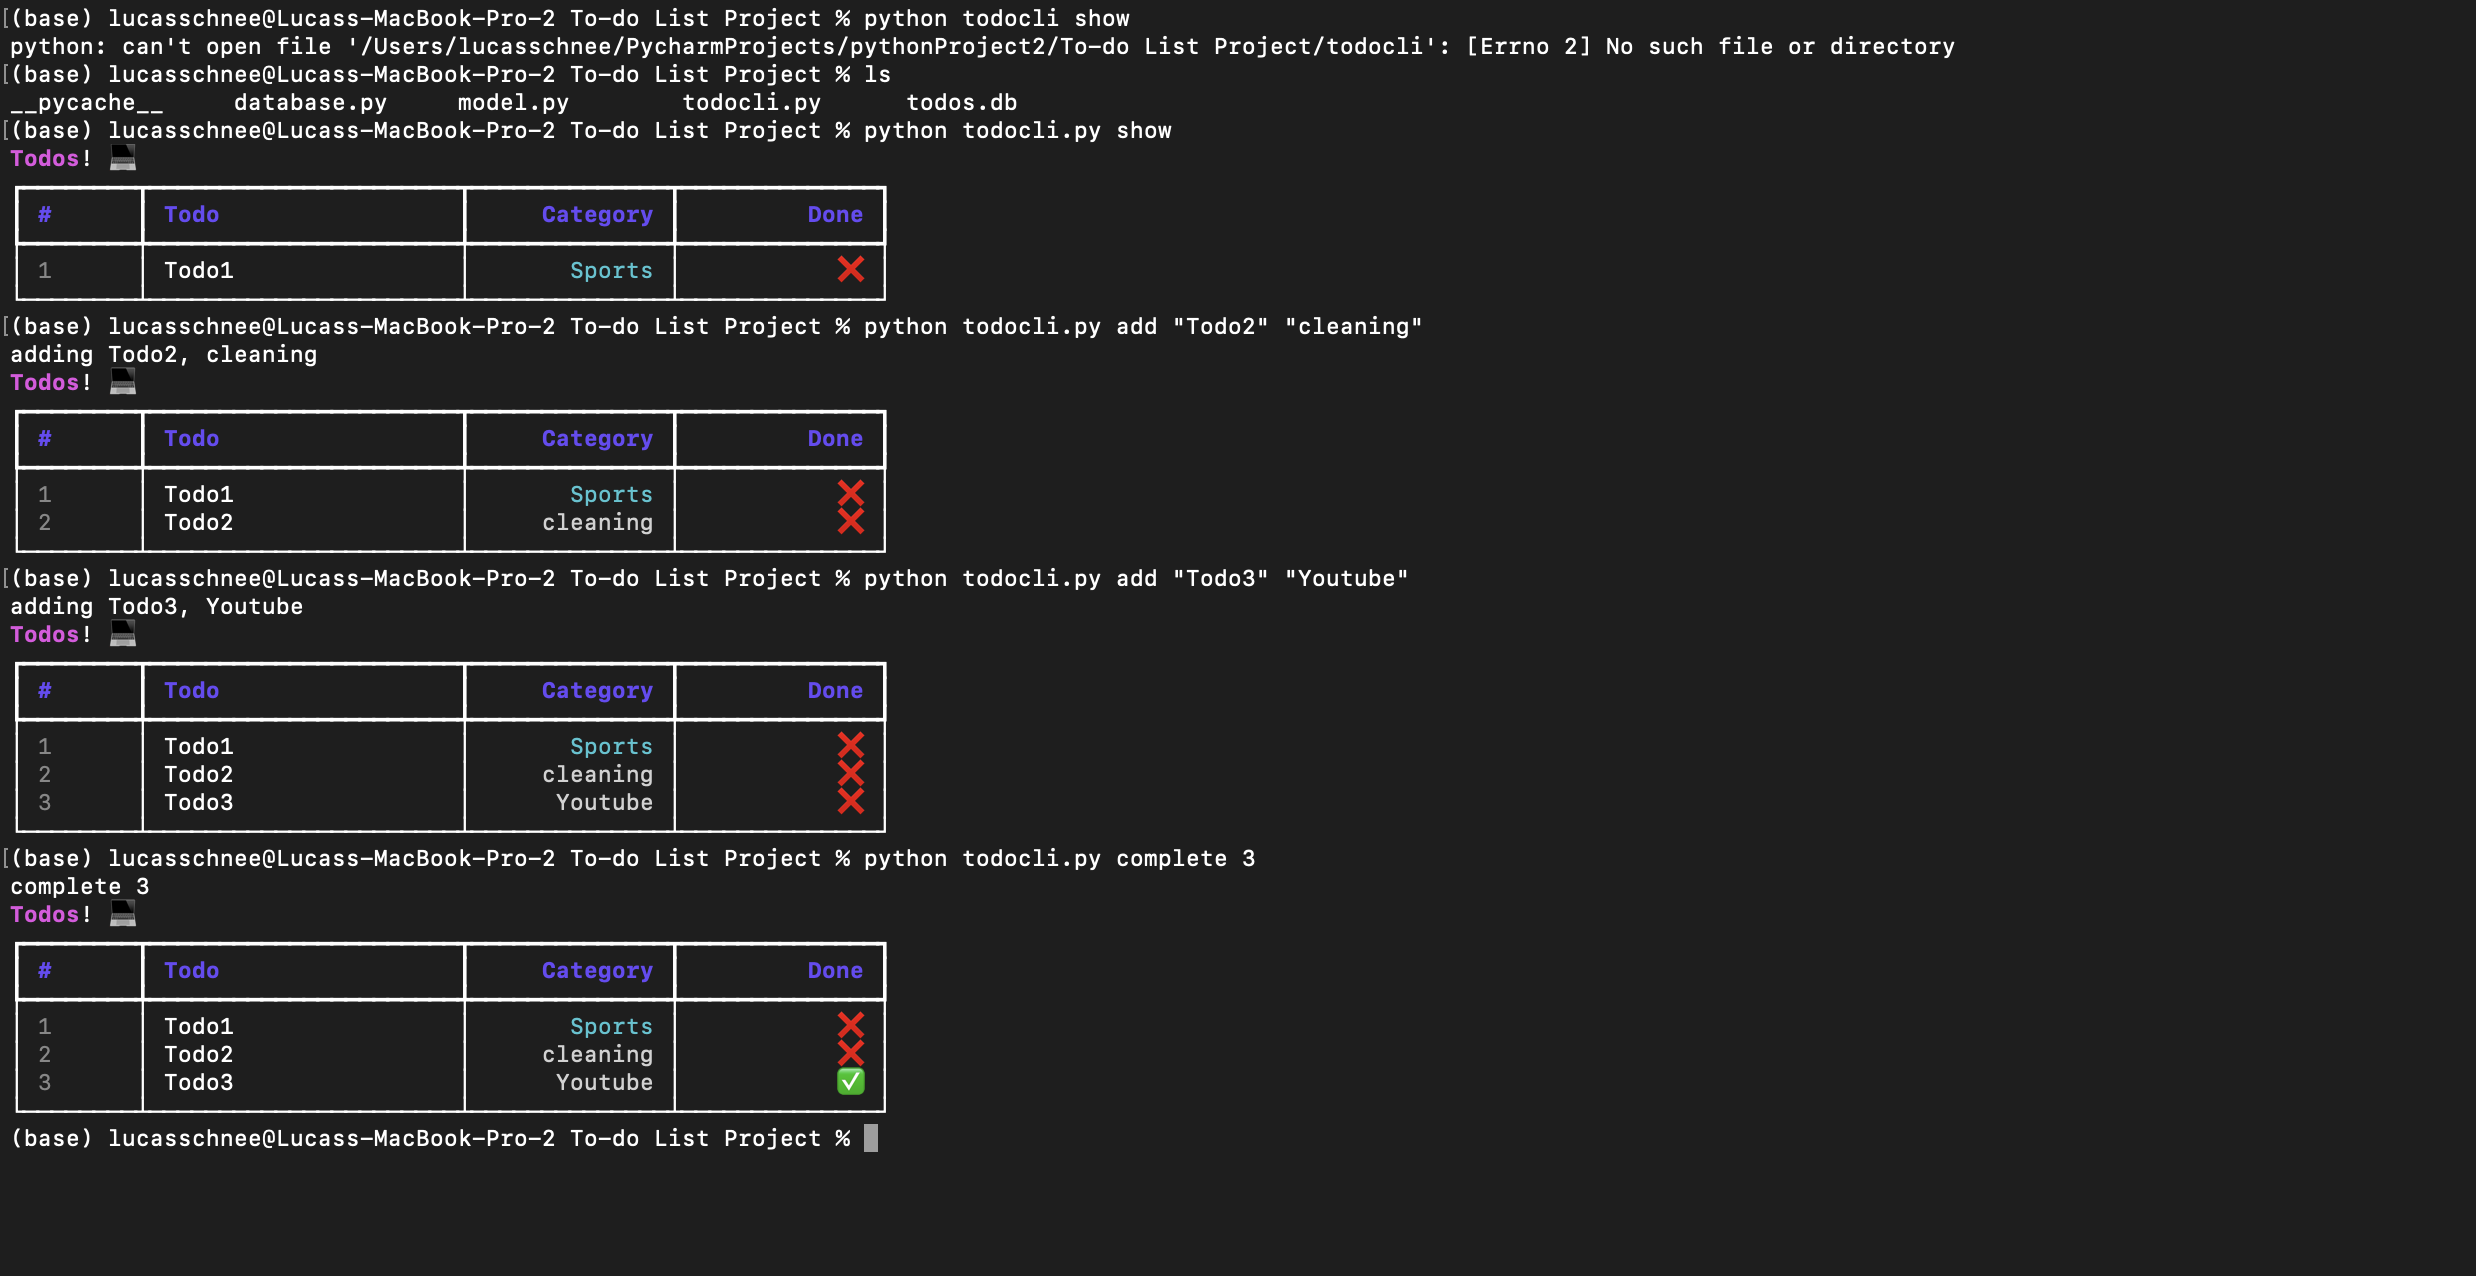 [(base) lucasschnee@Lucass-MacBook-Pro-2 To-do List Project % python todocli show
python: can't open file '/Users/lucasschnee/PycharmProjects/pythonProject2/To-do List Project/todocli': [Errno 2] No such file or directory
[(base) lucasschnee@Lucass-MacBook-Pro-2 To-do List Project % ls
__pycache__ database.py model.py todocli.py todos.db
[(base) lucasschnee@Lucass-MacBook-Pro-2 To-do List Project % python todocli.py show
Todos! 💻
# Todo Category Done
1 Todo1 Sports ❌
[(base) lucasschnee@Lucass-MacBook-Pro-2 To-do List Project % python todocli.py add "Todo2" "cleaning"
adding Todo2, cleaning
Todos! 💻
# Todo Category Done
1 Todo1 Sports ❌
2 Todo2 cleaning ❌
[(base) lucasschnee@Lucass-MacBook-Pro-2 To-do List Project % python todocli.py add "Todo3" "Youtube"
adding Todo3, Youtube
Todos! 💻
# Todo Category Done
1 Todo1 Sports ❌
2 Todo2 cleaning ❌
3 Todo3 Youtube ❌
[(base) lucasschnee@Lucass-MacBook-Pro-2 To-do List Project % python todocli.py complete 3
complete 3
Todos! 💻
# Todo Category Done
1 Todo1 Sports ❌
2 Todo2 cleaning ❌
3 Todo3 Youtube ✅
(base) lucasschnee@Lucass-MacBook-Pro-2 To-do List Project %